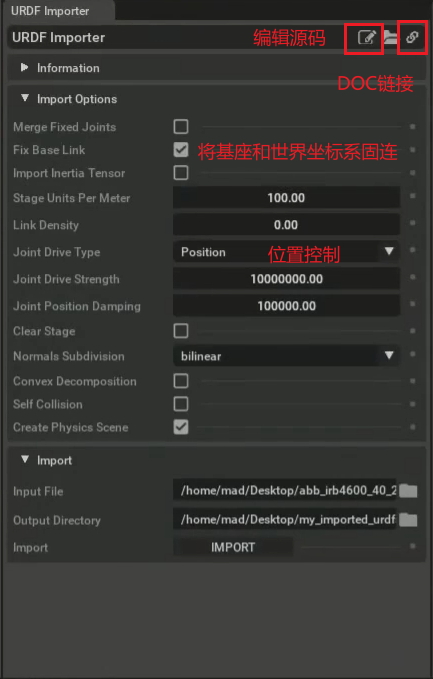 URDF Importer
URDF Importer 编辑源码
Information
DOC链接
Import Options
Merge Fixed Joints
Fix Base Link 将基座和世界坐标系固连
Import Inertia Tensor
Stage Units Per Meter 100.00
Link Density 0.00
Joint Drive Type Position 位置控制
Joint Drive Strength 10000000.00
Joint Position Damping 100000.00
Clear Stage
Normals Subdivision bilinear
Convex Decomposition
Self Collision
Create Physics Scene
Import
Input File /home/mad/Desktop/abb_irb4600_40_2
Output Directory /home/mad/Desktop/my_imported_urdf
Import IMPORT